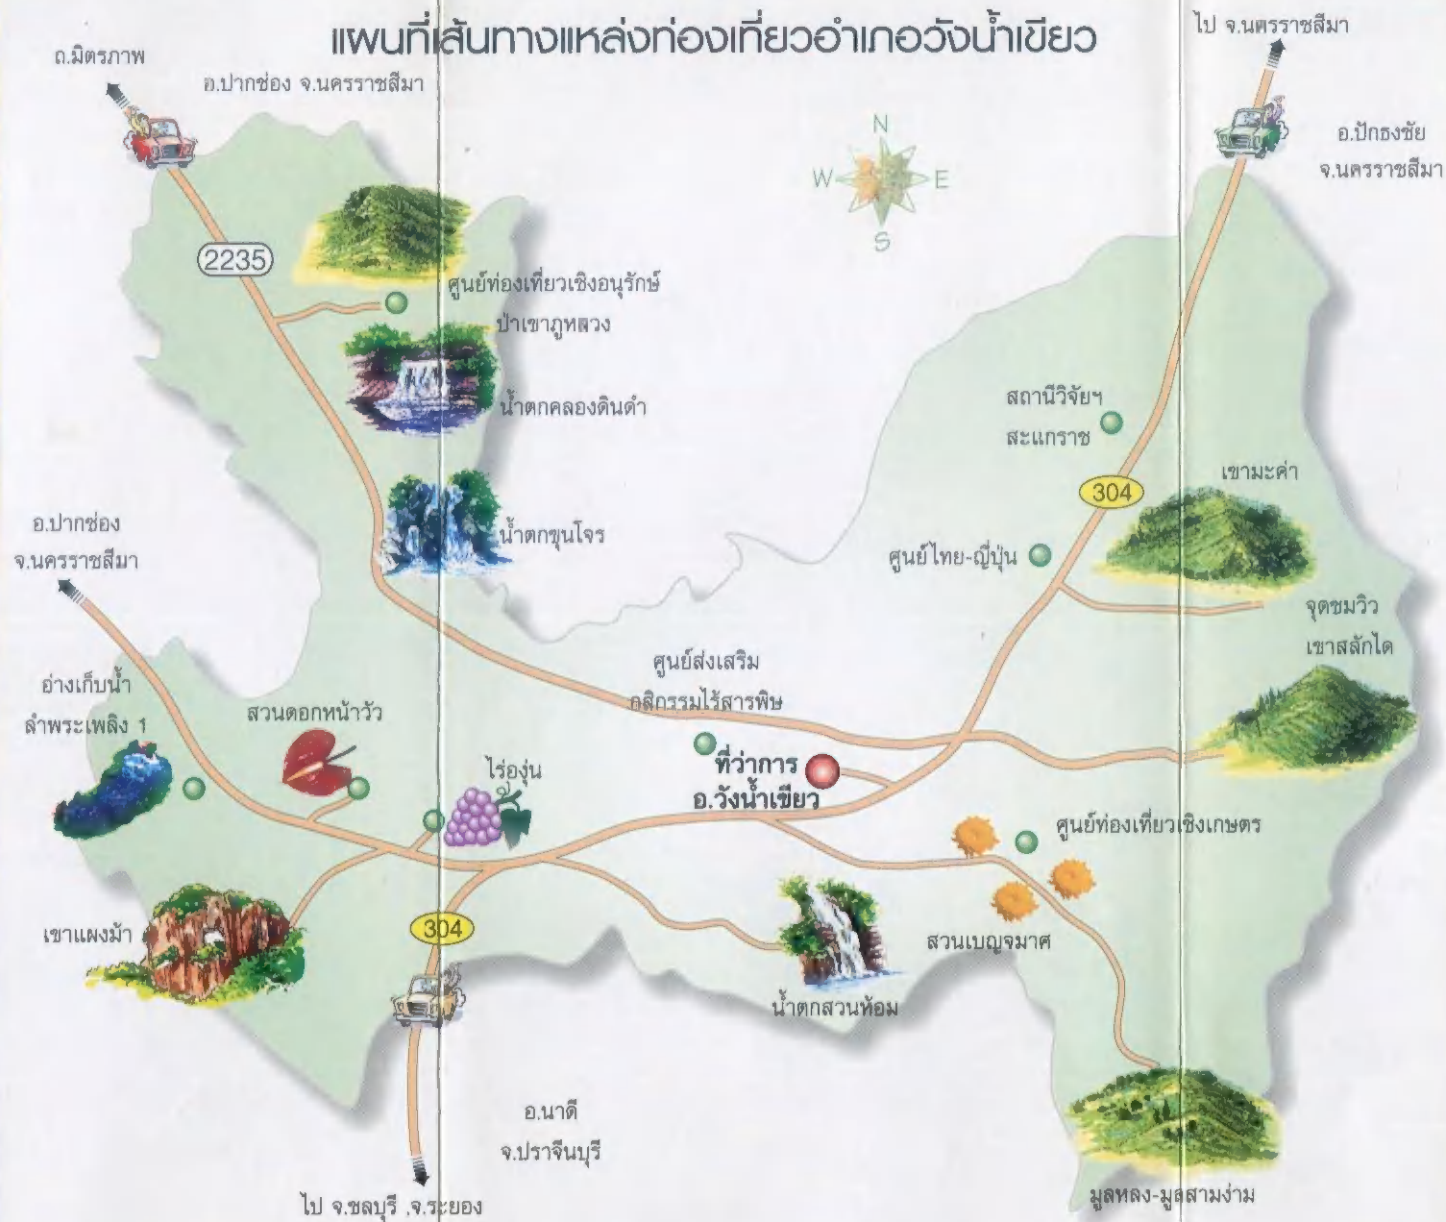 แผนที่เส้นทางแหล่งท่องเที่ยวอำเภอวังน้ำเขียว
ไป จ.นครราชสีมา
ถ.มิตรภาพ
อ.ปากช่อง จ.นครราชสีมา
อ.ปักธงชัย
จ.นครราชสีมา
N
W
E
S
2235
ศูนย์ท่องเที่ยวเชิงอนุรักษ์
ป่าเขาภูหลวง
น้ำตกคลองดินดำ
สถานีวิจัยฯ
สะแกราช
เขามะค่า
304
น้ำตกขุนโจร
อ.ปากช่อง
จ.นครราชสีมา
ศูนย์ไทย-ญี่ปุ่น
จุดชมวิว
เขาสลักได
ศูนย์ส่งเสริม
กสิกรรมไร้สารพิษ
อ่างเก็บน้ำ
ลำพระเพลิง 1
สวนดอกหน้าวัว
ไร่องุ่น
ที่ว่าการ
อ.วังน้ำเขียว
ศูนย์ท่องเที่ยวเชิงเกษตร
เขาแผงม้า
304
สวนเบญจมาศ
น้ำตกสวนห้อม
อ.นาดี
จ.ปราจีนบุรี
มูลหลง-มูลสามง่าม
ไป จ.ชลบุรี ,จ.ระยอง